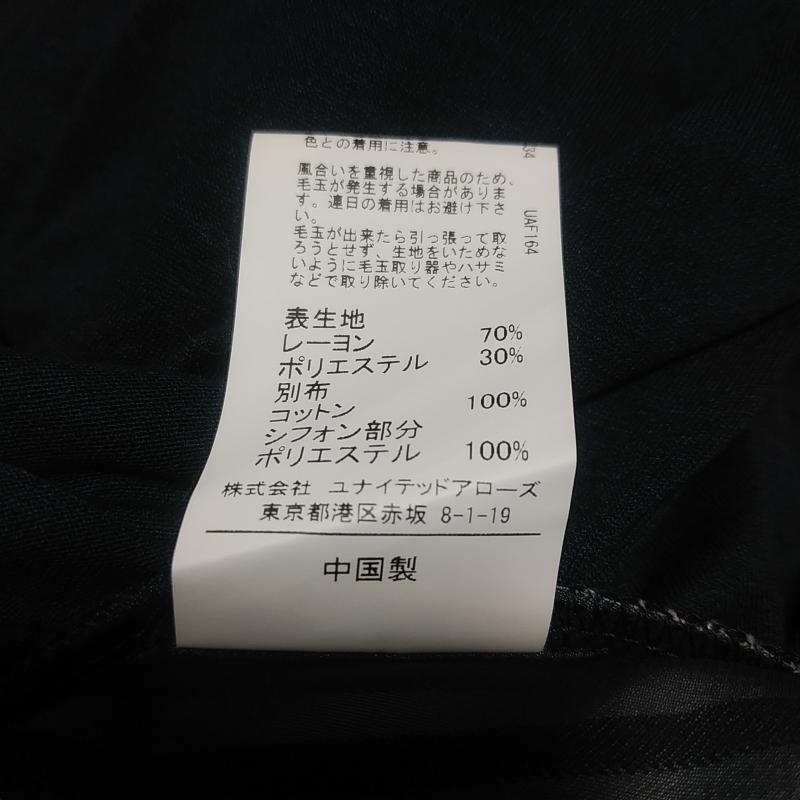 色との着用に注意。
風合いを重視した商品のため、
毛玉が発生する場合がありま
す。連日の着用はお避け下さ
い。
毛玉が出来たら引っ張って取
ろうとせず、生地をいためな
いように毛玉取り器やハサミ
などで取り除いてください。
表生地
レーヨン 70%
ポリエステル 30%
別布
コットン 100%
シフォン部分
ポリエステル 100%
株式会社 ユナイテッドアローズ
東京都港区赤坂 8-1-19
中国製
UAF164